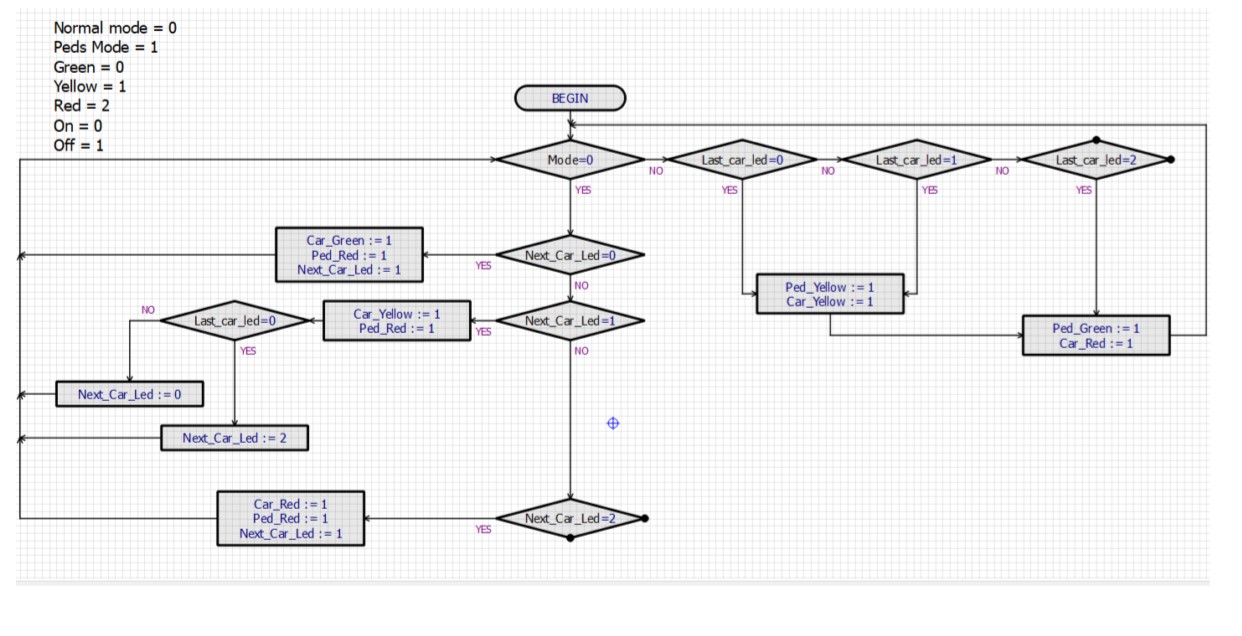 Normal mode = 0
Peds Mode = 1
Green = 0
Yellow = 1
Red = 2
On = 0
Off = 1
BEGIN
Mode=0
NO
YES
Last_car_led=0
NO
YES
Last_car_led=1
NO
YES
Last_car_led=2
YES
Car_Green := 1
Ped_Red := 1
Next_Car_Led := 1
YES
Next_Car_Led=0
NO
Ped_Yellow := 1
Car_Yellow := 1
NO
Last_car_led=0
YES
Car_Yellow := 1
Ped_Red := 1
YES
Next_Car_Led=1
NO
Ped_Green := 1
Car_Red := 1
Next_Car_Led := 0
Next_Car_Led := 2
Car_Red := 1
Ped_Red := 1
Next_Car_Led := 1
YES
Next_Car_Led=2